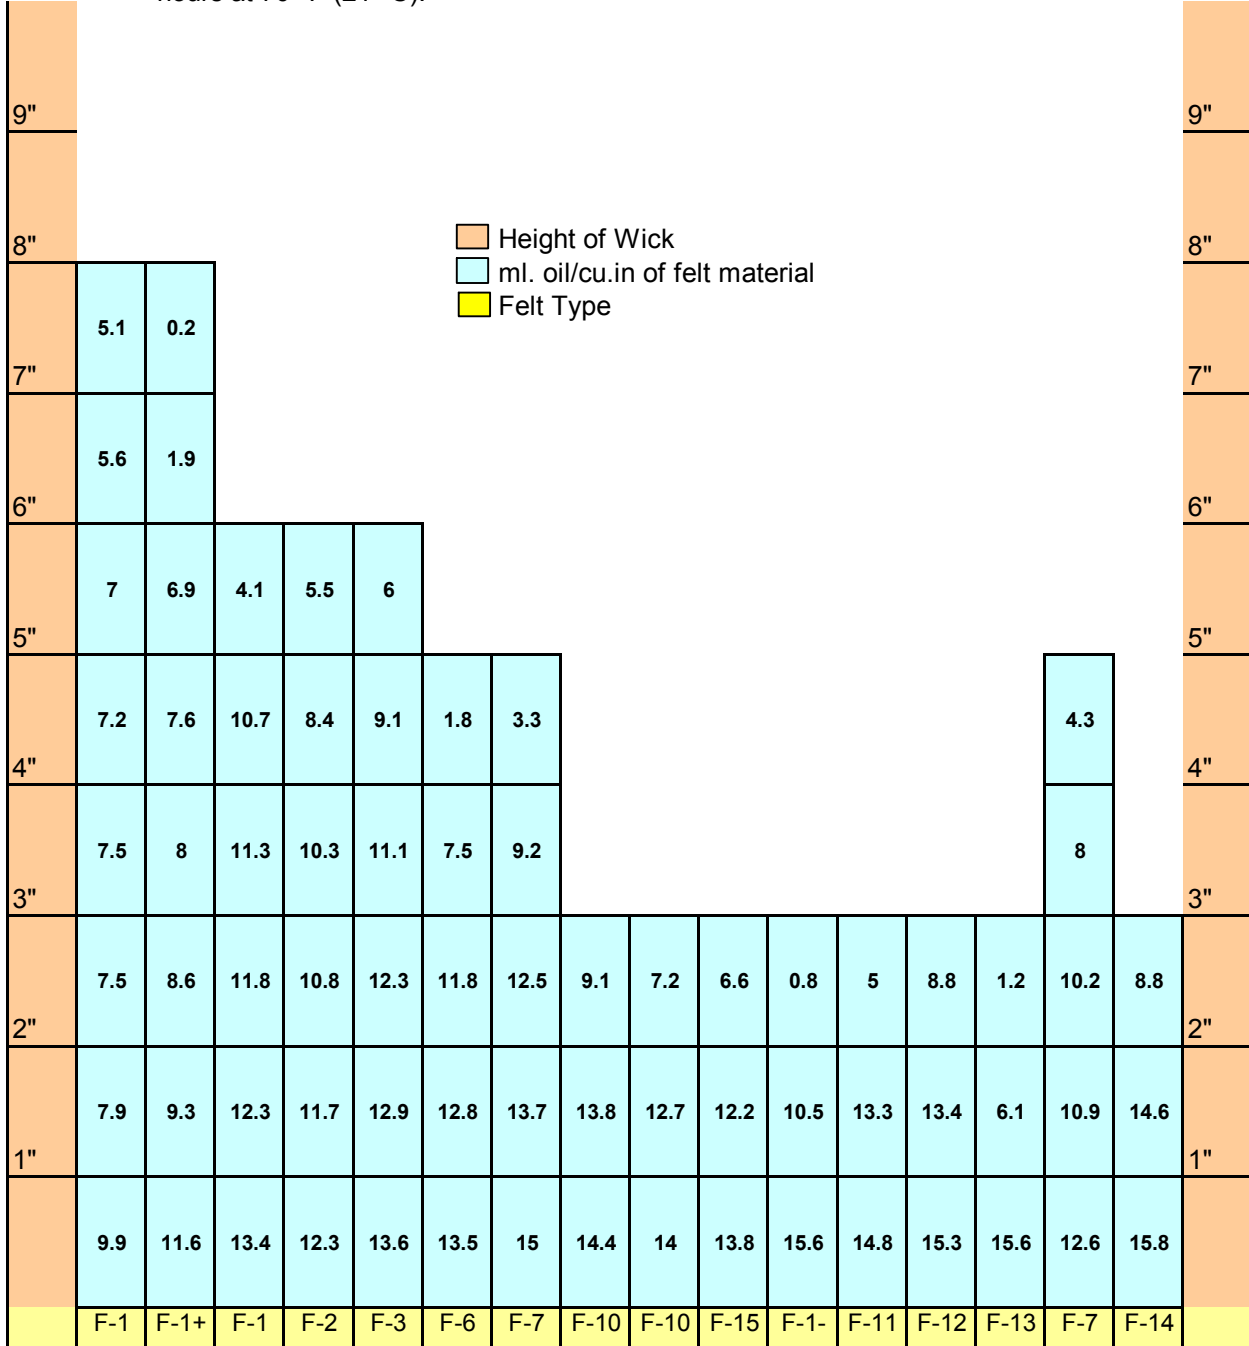 hours at 70 °F (21 °C).
9" 9"
8" 8"
Height of Wick
ml. oil/cu.in of felt material
Felt Type
5.1 0.2
7" 7"
5.6 1.9
6" 6"
7 6.9 4.1 5.5 6
5" 5"
7.2 7.6 10.7 8.4 9.1 1.8 3.3 4.3
4" 4"
7.5 8 11.3 10.3 11.1 7.5 9.2 8
3" 3"
7.5 8.6 11.8 10.8 12.3 11.8 12.5 9.1 7.2 6.6 0.8 5 8.8 1.2 10.2 8.8
2" 2"
7.9 9.3 12.3 11.7 12.9 12.8 13.7 13.8 12.7 12.2 10.5 13.3 13.4 6.1 10.9 14.6
1" 1"
9.9 11.6 13.4 12.3 13.6 13.5 15 14.4 14 13.8 15.6 14.8 15.3 15.6 12.6 15.8
F-1 F-1+ F-1 F-2 F-3 F-6 F-7 F-10 F-10 F-15 F-1- F-11 F-12 F-13 F-7 F-14